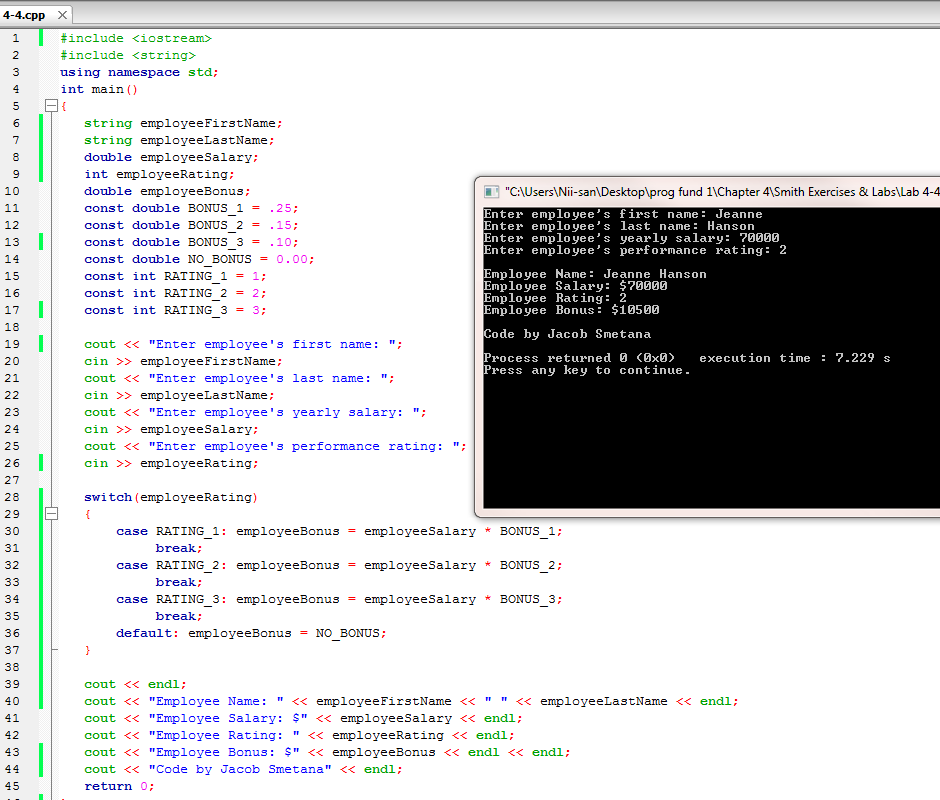 4-4.cpp
1 #include <iostream>
2 #include <string>
3 using namespace std;
4 int main()
5 {
6 string employeeFirstName;
7 string employeeLastName;
8 double employeeSalary;
9 int employeeRating;
10 double employeeBonus;
11 const double BONUS_1 = .25;
12 const double BONUS_2 = .15;
13 const double BONUS_3 = .10;
14 const double NO_BONUS = 0.00;
15 const int RATING_1 = 1;
16 const int RATING_2 = 2;
17 const int RATING_3 = 3;
18
19 cout << "Enter employee's first name: ";
20 cin >> employeeFirstName;
21 cout << "Enter employee's last name: ";
22 cin >> employeeLastName;
23 cout << "Enter employee's yearly salary: ";
24 cin >> employeeSalary;
25 cout << "Enter employee's performance rating: ";
26 cin >> employeeRating;
27
28 switch(employeeRating)
29 {
30 case RATING_1: employeeBonus = employeeSalary * BONUS_1;
31 break;
32 case RATING_2: employeeBonus = employeeSalary * BONUS_2;
33 break;
34 case RATING_3: employeeBonus = employeeSalary * BONUS_3;
35 break;
36 default: employeeBonus = NO_BONUS;
37 }
38
39 cout << endl;
40 cout << "Employee Name: " << employeeFirstName << " " << employeeLastName << endl;
41 cout << "Employee Salary: $" << employeeSalary << endl;
42 cout << "Employee Rating: " << employeeRating << endl;
43 cout << "Employee Bonus: $" << employeeBonus << endl << endl;
44 cout << "Code by Jacob Smetana" << endl;
45 return 0;
"C:\Users\Nii-san\Desktop\prog fund 1\Chapter 4\Smith Exercises & Labs\Lab 4-4
Enter employee's first name: Jeanne
Enter employee's last name: Hanson
Enter employee's yearly salary: 70000
Enter employee's performance rating: 2
Employee Name: Jeanne Hanson
Employee Salary: $70000
Employee Rating: 2
Employee Bonus: $10500
Code by Jacob Smetana
Process returned 0 (0x0)   execution time : 7.229 s
Press any key to continue.